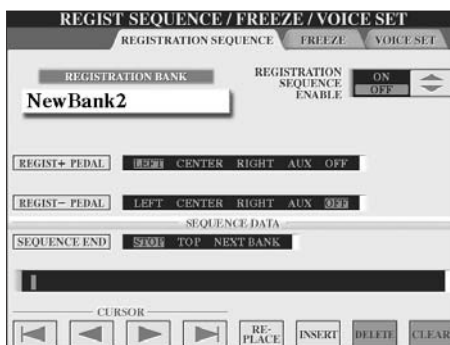 REGIST SEQUENCE / FREEZE / VOICE SET
REGISTRATION SEQUENCE FREEZE VOICE SET
REGISTRATION BANK
NewBank2
REGISTRATION
SEQUENCE
ENABLE
ON
OFF
REGIST+ PEDAL LEFT CENTER RIGHT AUX OFF
REGIST− PEDAL LEFT CENTER RIGHT AUX OFF
SEQUENCE DATA
SEQUENCE END STOP TOP NEXT BANK
CURSOR
RE-
PLACE
INSERT DELETE CLEAR